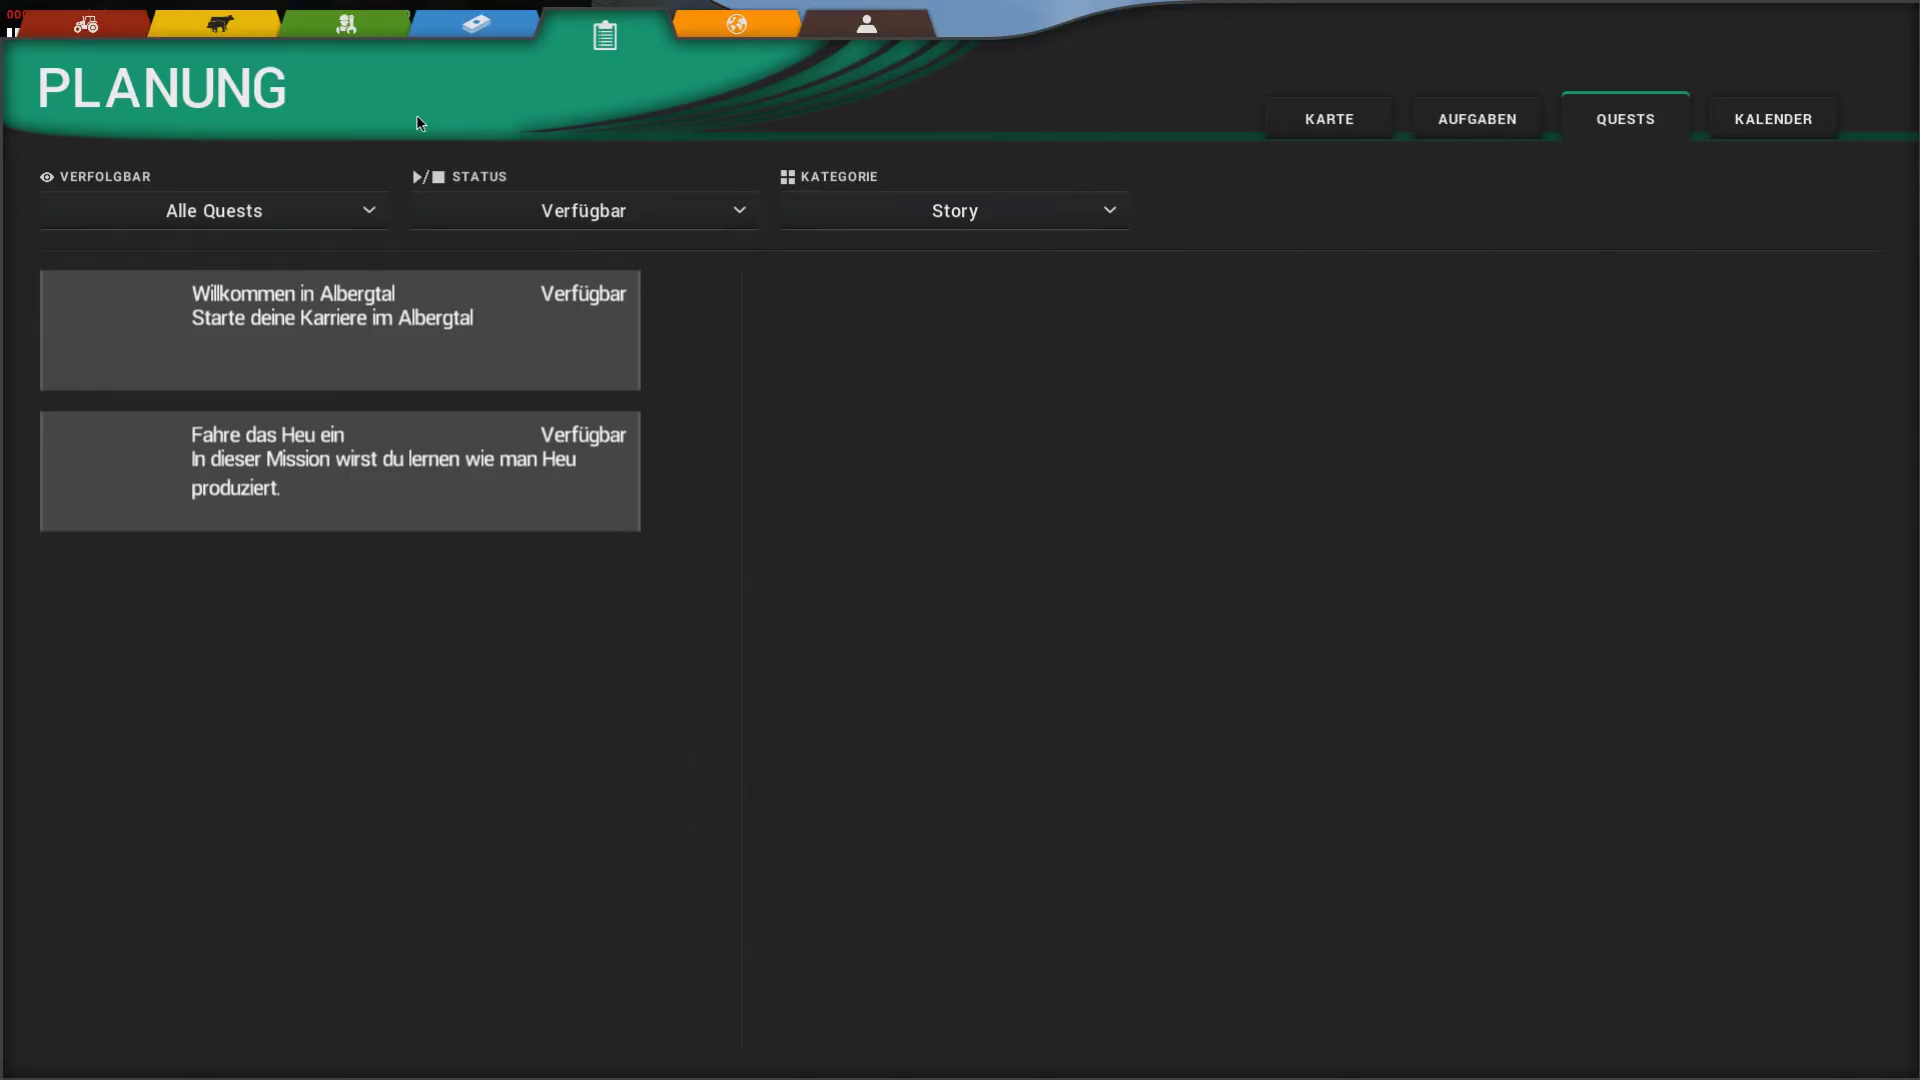 PLANUNG
KARTE
AUFGABEN
QUESTS
KALENDER
VERFOLGBAR
STATUS
KATEGORIE
Alle Quests
Verfügbar
Story
Willkommen in Albergtal
Verfügbar
Starte deine Karriere im Albergtal
Fahre das Heu ein
Verfügbar
In dieser Mission wirst du lernen wie man Heu
produziert.